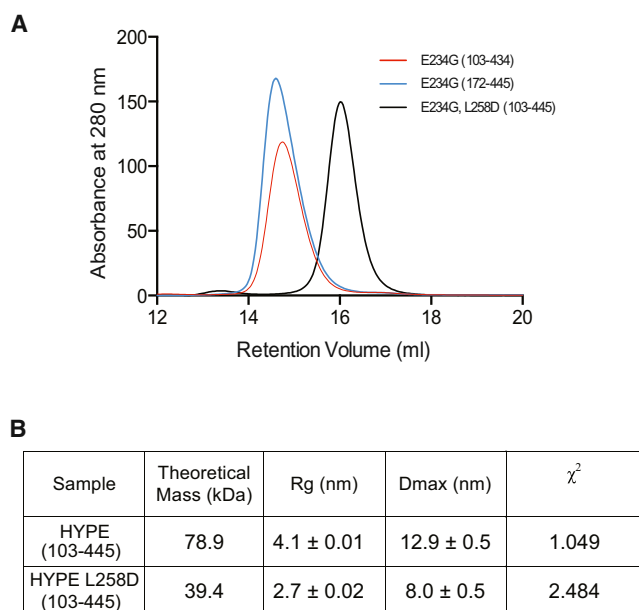 A
200
150
100
50
0
Absorbance at 280 nm
12 14 16 18 20
Retention Volume (ml)
E234G (103-434)
E234G (172-445)
E234G, L258D (103-445)
B
Sample Theoretical Mass (kDa) Rg (nm) Dmax (nm) χ²
HYPE (103-445) 78.9 4.1 ± 0.01 12.9 ± 0.5 1.049
HYPE L258D (103-445) 39.4 2.7 ± 0.02 8.0 ± 0.5 2.484